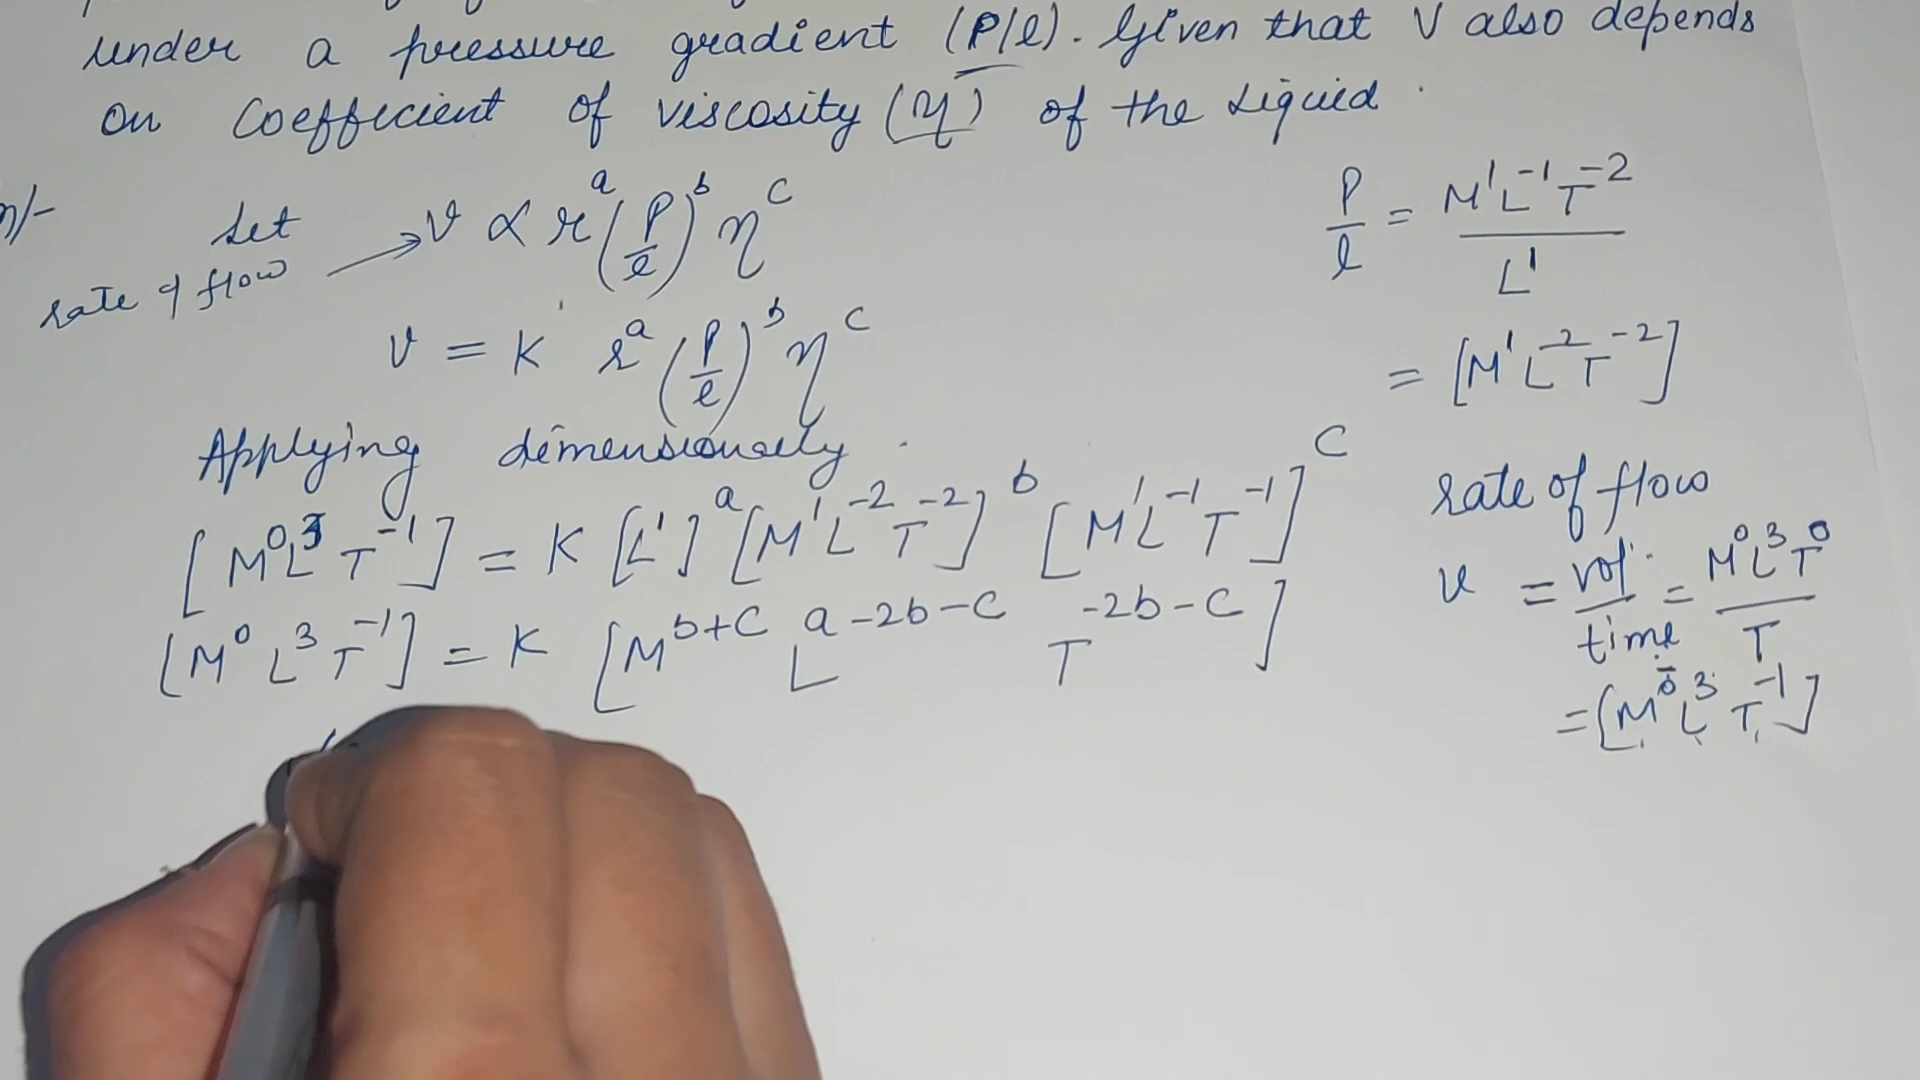 under a pressure gradient (P/l). Given that V also depends
on Coefficient of viscosity (η) of the Liquid.
Let
rate of flow → v ∝ r^a (P/l)^b η^c
v = K r^a (P/l)^b η^c
Applying dimensionally.
[M^0 L^3 T^-1] = K [L^1]^a [M^1 L^-2 T^-2]^b [M^1 L^-1 T^-1]^c
[M^0 L^3 T^-1] = K [M^b+c L^a-2b-c T^-2b-c]
P/l = M^1 L^-1 T^-2 / L^1
= [M^1 L^-2 T^-2]
rate of flow
v = vol./time = M^0 L^3 T^0 / T
= [M^0 L^3 T^-1]